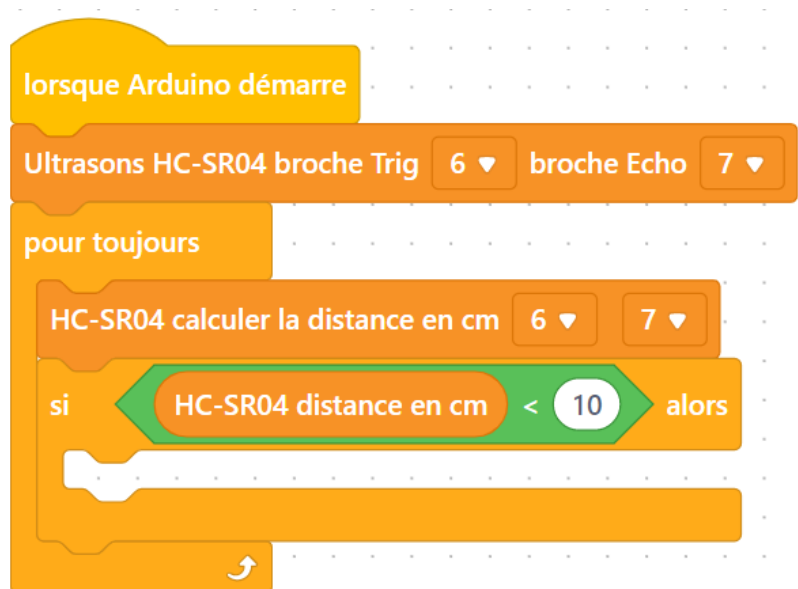 lorsque Arduino démarre
Ultrasons HC-SR04 broche Trig 6 broche Echo 7
pour toujours
HC-SR04 calculer la distance en cm 6 7
si HC-SR04 distance en cm < 10 alors